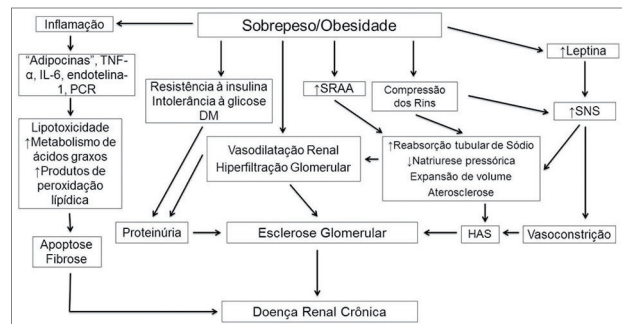 Sobrepeso/Obesidade
Inflamação
↑Leptina
“Adipocinas”, TNF-
α, IL-6, endotelina-
1, PCR
Resistência à insulina
Intolerância à glicose
DM
↑SRAA
Compressão
dos Rins
↑SNS
Lipotoxicidade
↑Metabolismo de
ácidos graxos
↑Produtos de
peroxidação
lípídica
Vasodilatação Renal
Hiperfiltração Glomerular
↑Reabsorção tubular de Sódio
↓Natriurese pressórica
Expansão de volume
Aterosclerose
Apoptose
Fibrose
Proteinúria
Esclerose Glomerular
HAS
Vasoconstrição
Doença Renal Crônica